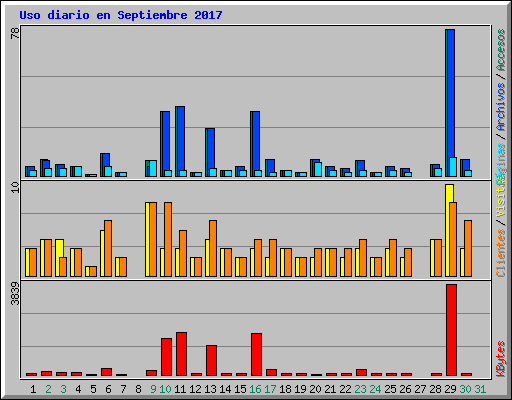 Uso diario en Septiembre 2017
78
10
3839
Accesos / Archivos / Páginas
Visitas / Clientes
KBytes
1 2 3 4 5 6 7 8 9 10 11 12 13 14 15 16 17 18 19 20 21 22 23 24 25 26 27 28 29 30 31